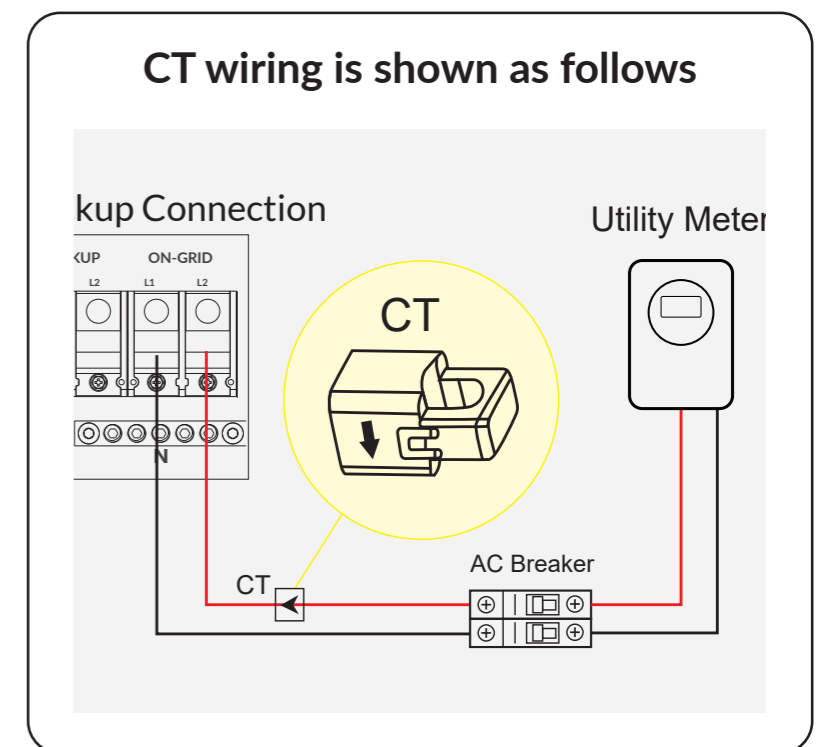 CT wiring is shown as follows
kup Connection
Utility Meter
KUP ON-GRID
L2 L1 L2
CT
N
AC Breaker
CT